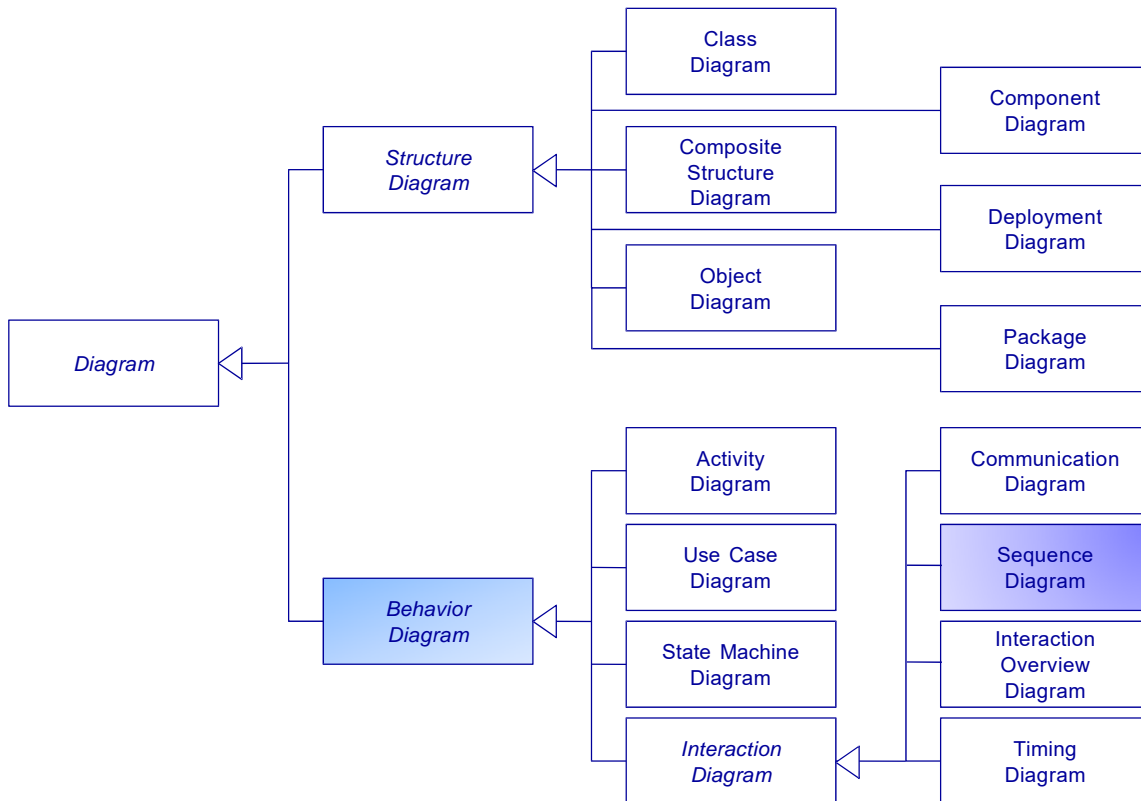 Class
Diagram
Component
Diagram
Structure
Diagram
Composite
Structure
Diagram
Deployment
Diagram
Object
Diagram
Package
Diagram
Diagram
Activity
Diagram
Communication
Diagram
Use Case
Diagram
Sequence
Diagram
Behavior
Diagram
State Machine
Diagram
Interaction
Overview
Diagram
Interaction
Diagram
Timing
Diagram